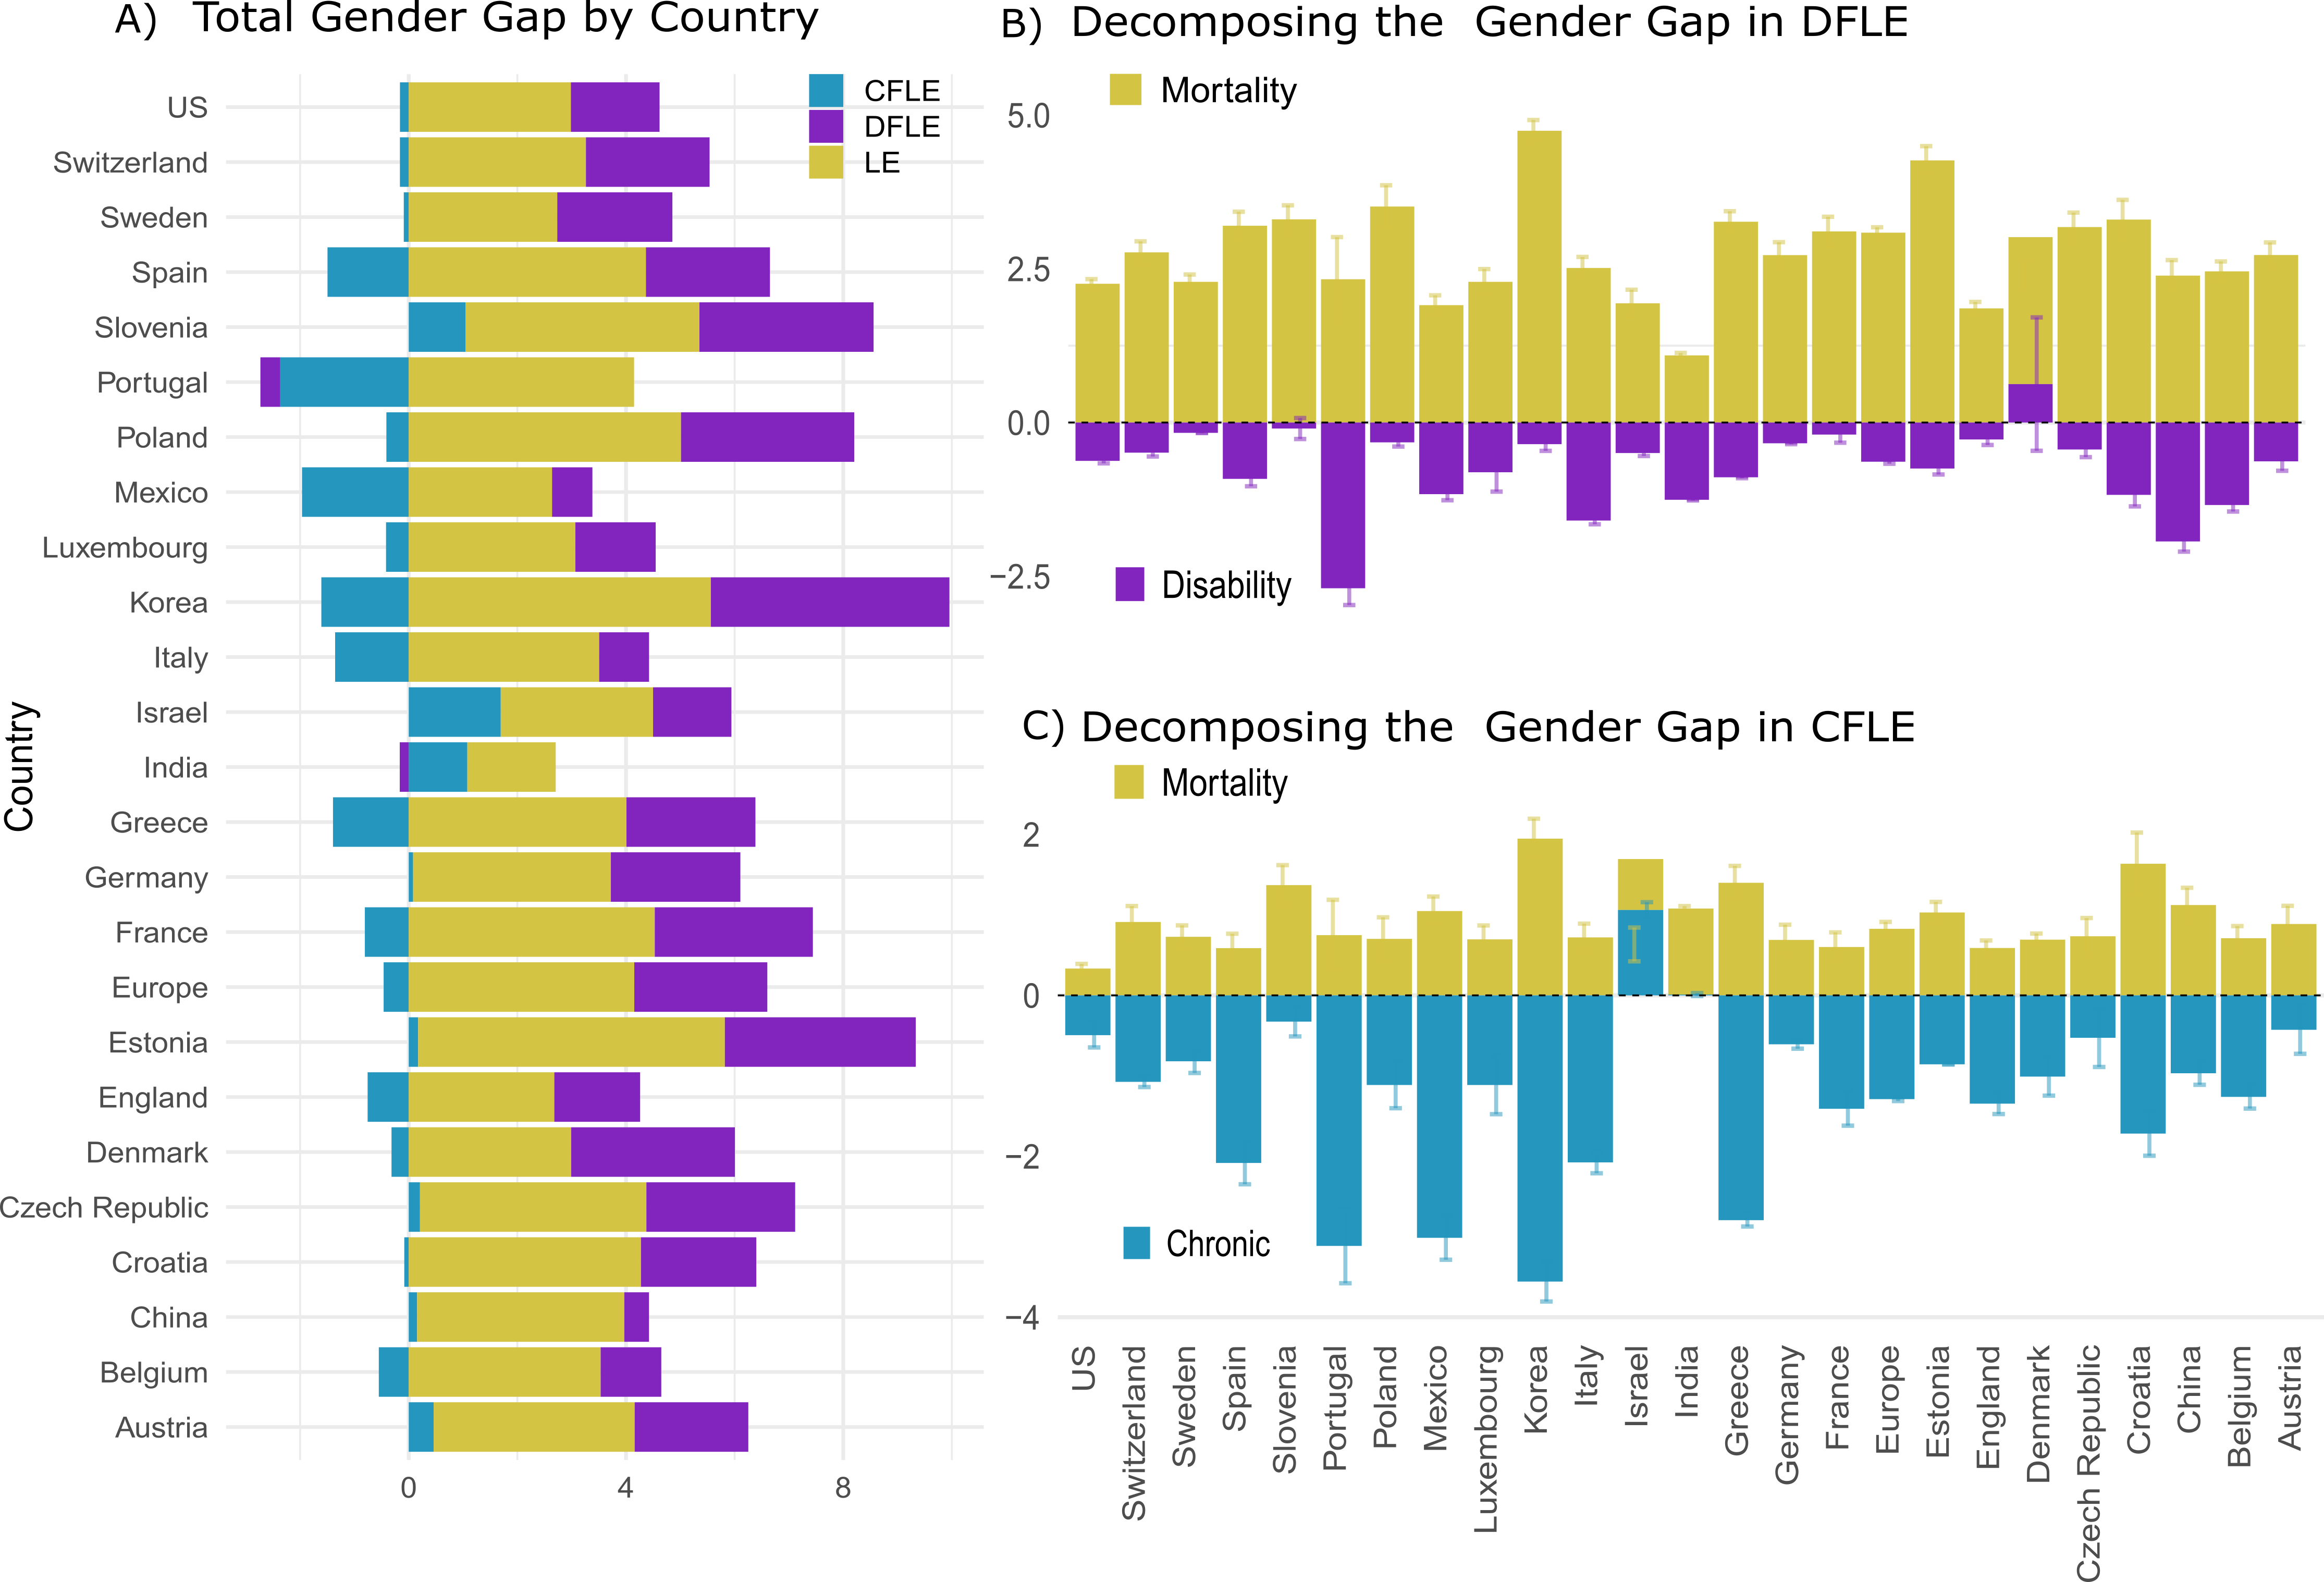 A) Total Gender Gap by Country
CFLE
DFLE
LE
US
Switzerland
Sweden
Spain
Slovenia
Portugal
Poland
Mexico
Luxembourg
Korea
Italy
Israel
India
Greece
Germany
France
Europe
Estonia
England
Denmark
Czech Republic
Croatia
China
Belgium
Austria
Country
0 4 8
B) Decomposing the Gender Gap in DFLE
Mortality
5.0
2.5
0.0
−2.5
Disability
C) Decomposing the Gender Gap in CFLE
Mortality
2
0
−2
Chronic
−4
US
Switzerland
Sweden
Spain
Slovenia
Portugal
Poland
Mexico
Luxembourg
Korea
Italy
Israel
India
Greece
Germany
France
Europe
Estonia
England
Denmark
Czech Republic
Croatia
China
Belgium
Austria